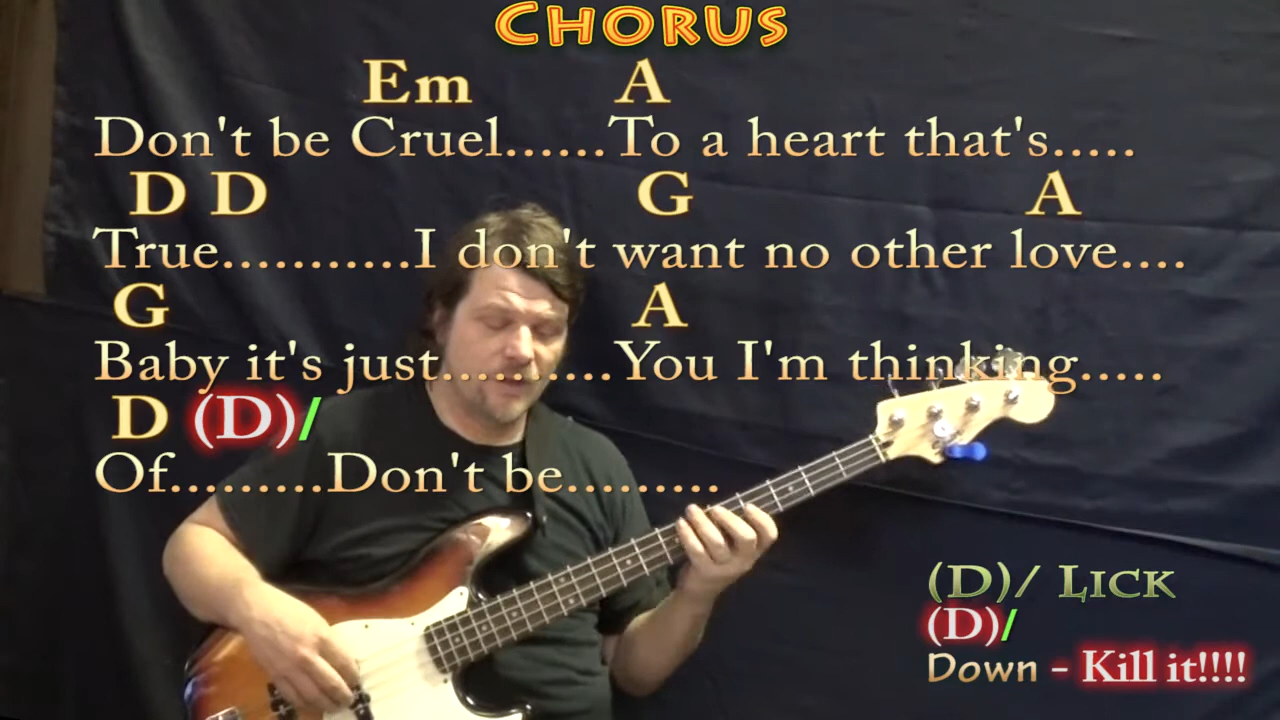 CHORUS
Em A
Don't be Cruel......To a heart that's.....
D D G A
True...........I don't want no other love....
G A
Baby it's just..........You I'm thinking.....
D (D)/
Of.........Don't be.........
(D)/ LICK
(D)/
Down - Kill it!!!!